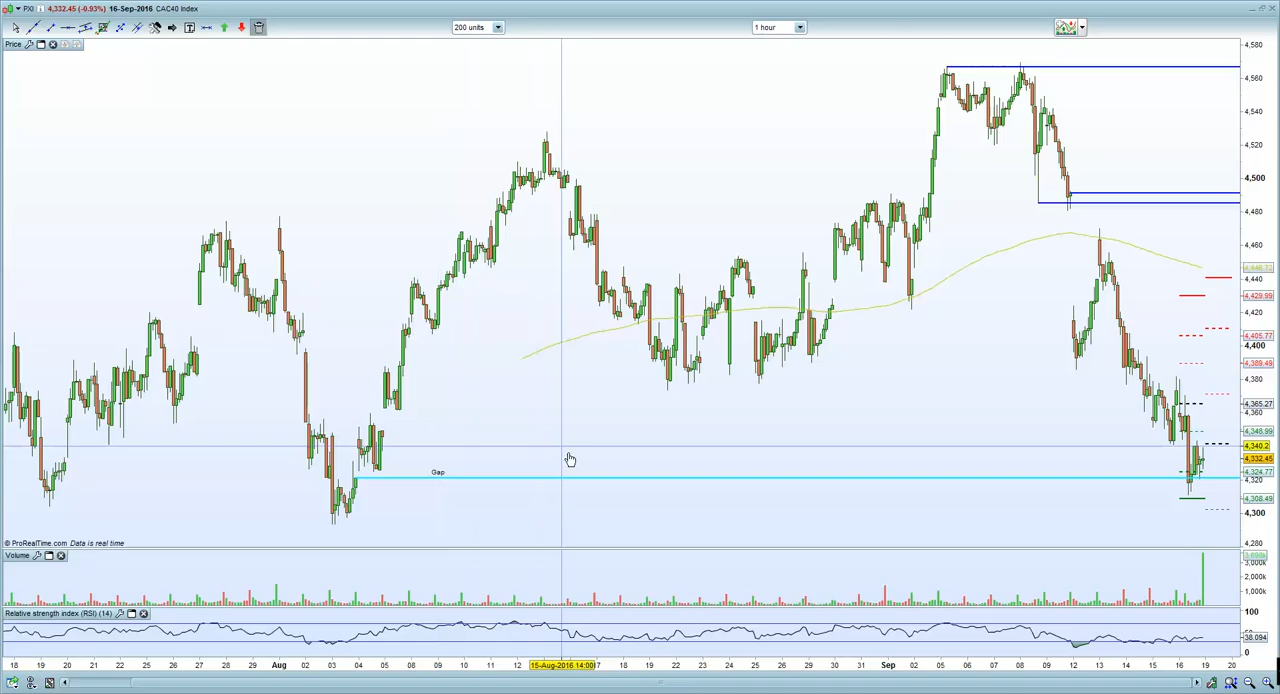 PXI 4,332.45 (-0.93%) 16-Sep-2016 CAC40 Index
200 units
1 hour
Price
4,580
4,560
4,540
4,520
4,500
4,480
4,460
4,448.72
4,440
4,429.99
4,420
4,405.77
4,400
4,389.49
4,380
4,365.27
4,360
4,348.99
4,340.2
4,332.45
4,324.77
4,320
4,308.49
4,300
4,280
Gap
© ProRealTime.com Data is real time
Volume
3,000k
2,000k
1,000k
Relative strength index (RSI) (14)
100
38.094
0
18 19 20 21 22 25 26 27 28 29 Aug 02 03 04 05 08 09 10 11 12 15-Aug-2016 14:00 17 18 19 22 23 24 25 26 29 30 31 Sep 02 05 06 07 08 09 12 13 14 15 16 19 20